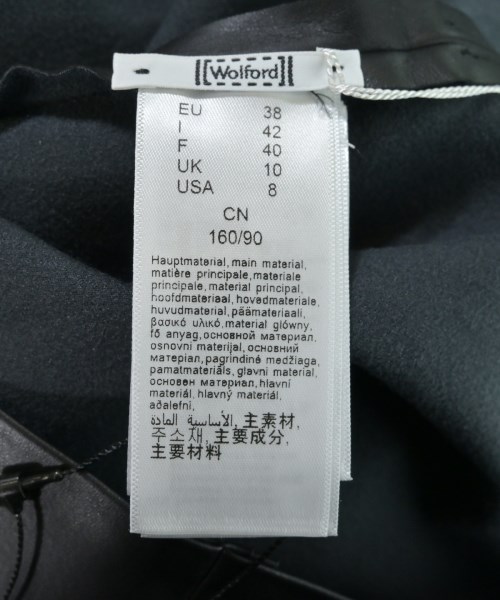 Wolford
EU 38
I 42
F 40
UK 10
USA 8
CN
160/90
Hauptmaterial, main material,
matière principale, materiale
principale, material principal,
hoofdmateriaal, hovedmateriale,
huvudmaterial, päämateriaali,
βασικό υλικό, material glówny,
fő anyag, основной материал,
osnovni materijal, основний
матеріал, pagrindinė medžiaga,
pamatmateriāls, glavni material,
основен материал, hlavní
materiál, hlavný materiál,
aðalefni,
المادة الأساسية, 主素材,
주소재, 主要成分,
主要材料